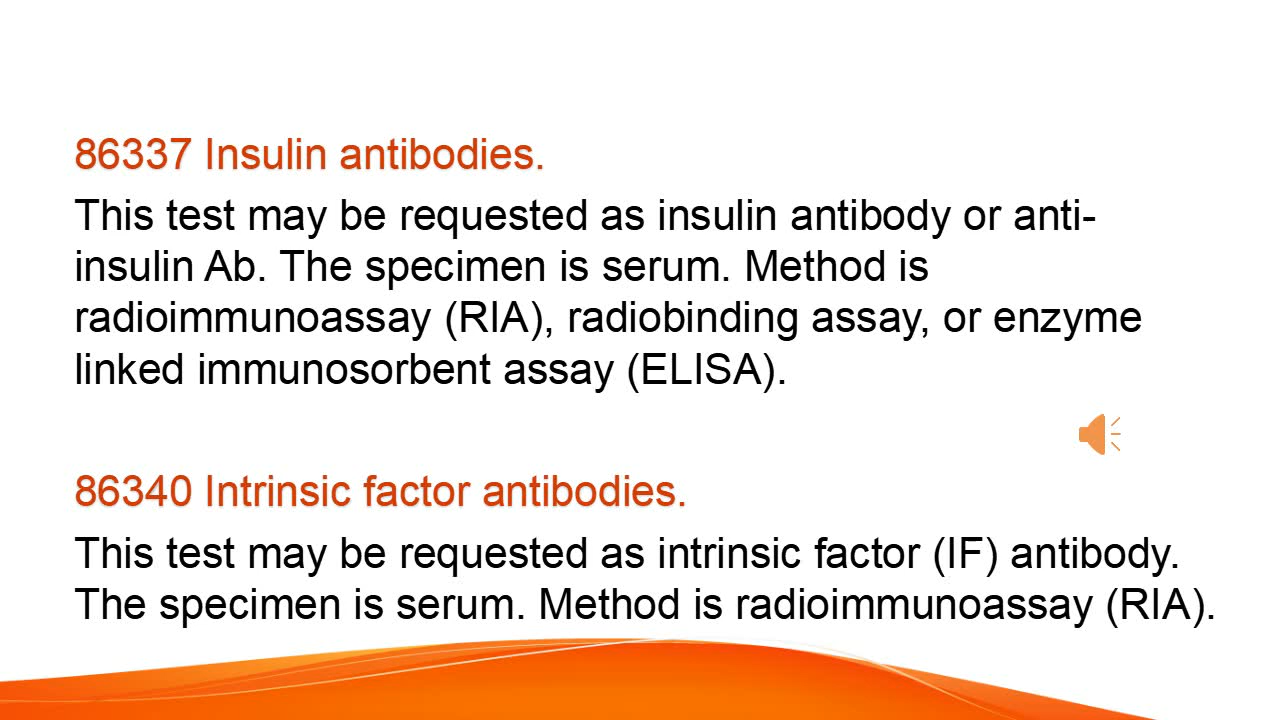 86337 Insulin antibodies.
This test may be requested as insulin antibody or anti-
insulin Ab. The specimen is serum. Method is
radioimmunoassay (RIA), radiobinding assay, or enzyme
linked immunosorbent assay (ELISA).
86340 Intrinsic factor antibodies.
This test may be requested as intrinsic factor (IF) antibody.
The specimen is serum. Method is radioimmunoassay (RIA).